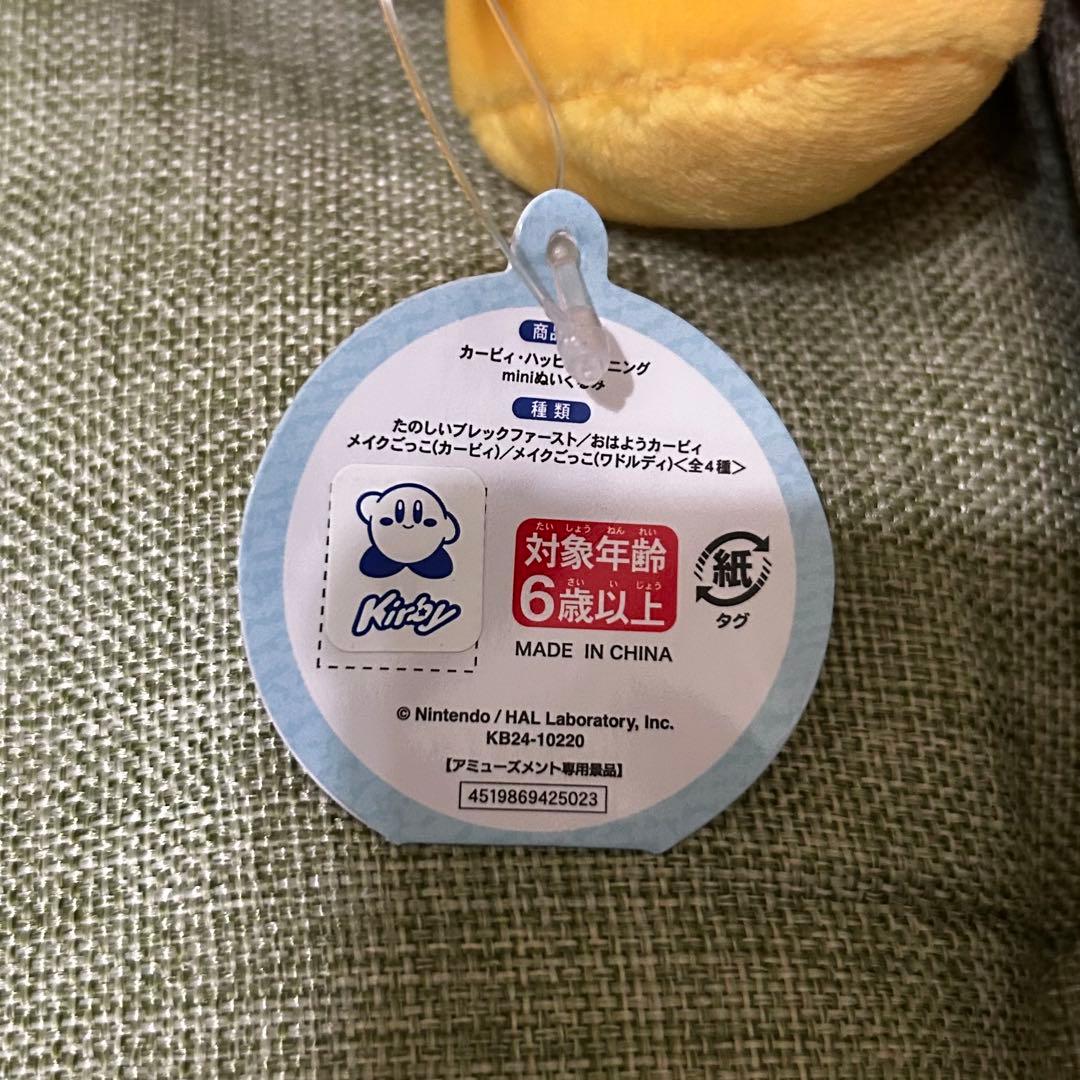 商品
カービィ・ハッピ ニング
miniぬいぐるみ
種類
たのしいブレックファースト／おはようカービィ
メイクごっこ(カービィ)／メイクごっこ(ワドルディ)＜全4種＞
Kirby
たい しょう ねん れい
対象年齢
さい い じょう
6歳以上
紙
タグ
MADE IN CHINA
© Nintendo / HAL Laboratory, Inc.
KB24-10220
【アミューズメント専用景品】
4519869425023